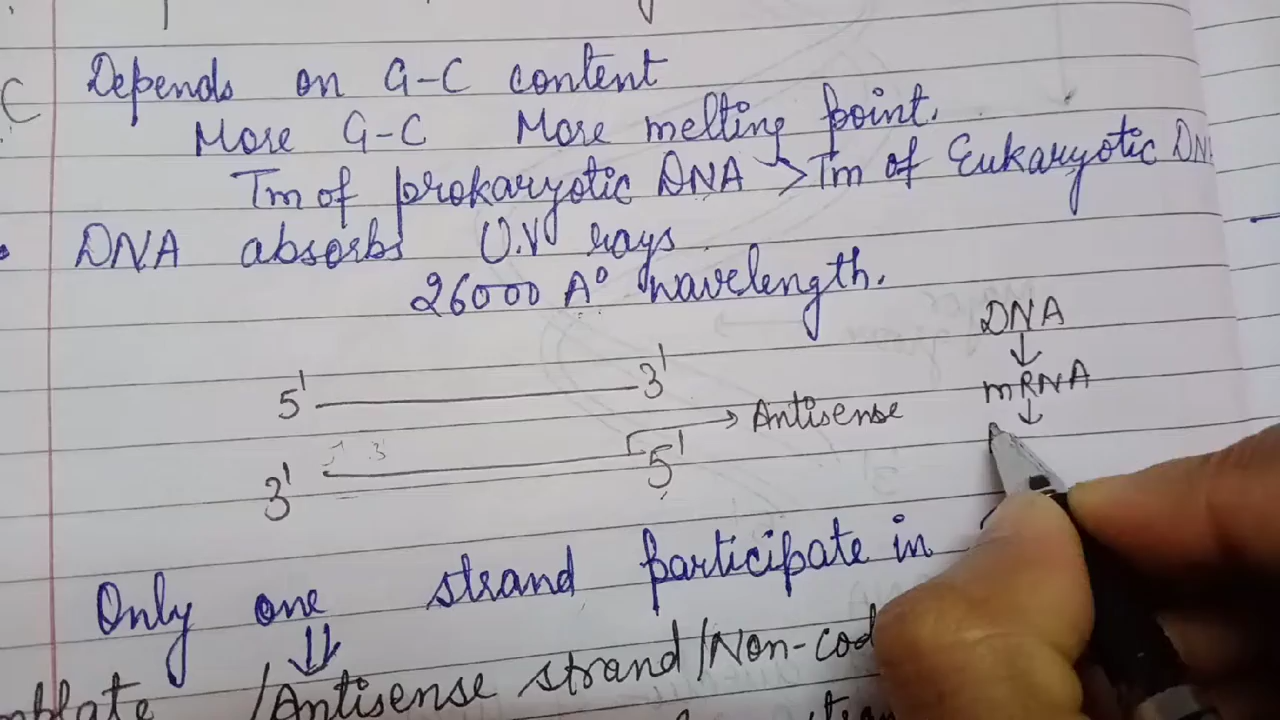 C Depends on G-C content
More G-C More melting point.
Tm of prokaryotic DNA > Tm of Eukaryotic DN
• DNA absorbs U.V rays
26000 A° wavelength.
DNA
↓
5' 3' mRNA
→ Antisense ↓
3' 5'
Only one strand participate in
⇓
/Antisense strand/Non-cod